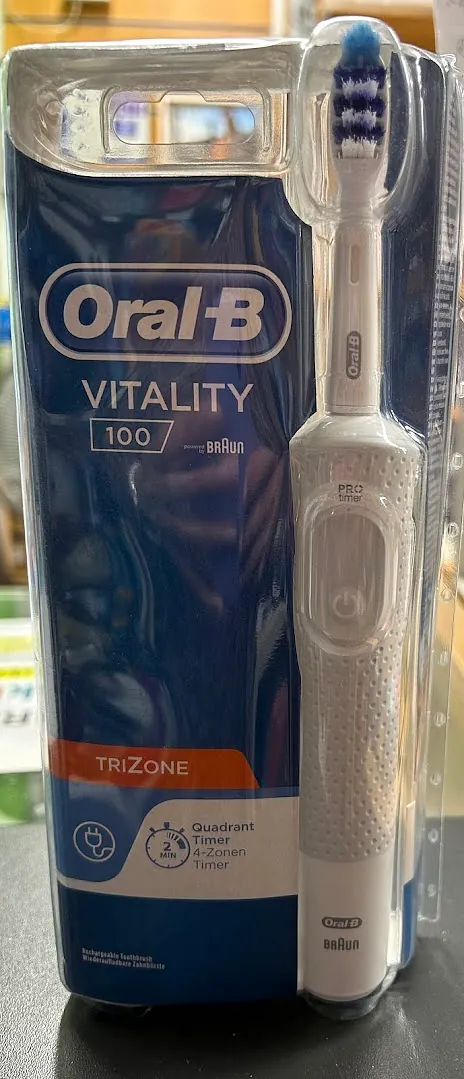 Oral-B
VITALITY
100
powered by BRAUN
TRIZONE
2
MIN
Quadrant
Timer
4-Zonen
Timer
Rechargeable Toothbrush
Wiederaufladbare Zahnbürste
Oral-B
PRO
timer
Oral-B
BRAUN